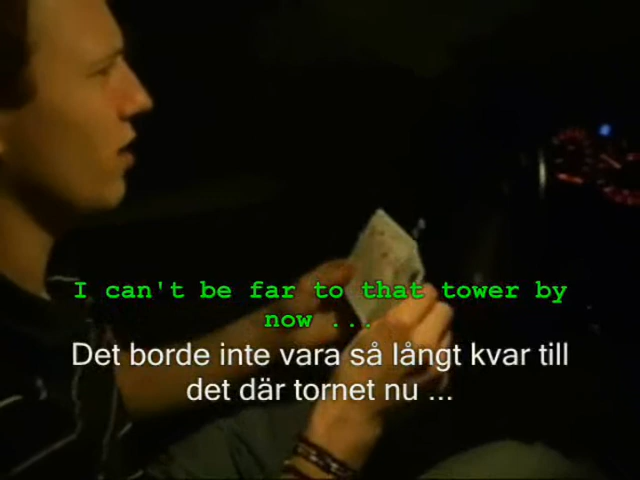 I can't be far to that tower by
now ...
Det borde inte vara så långt kvar till
det där tornet nu ...